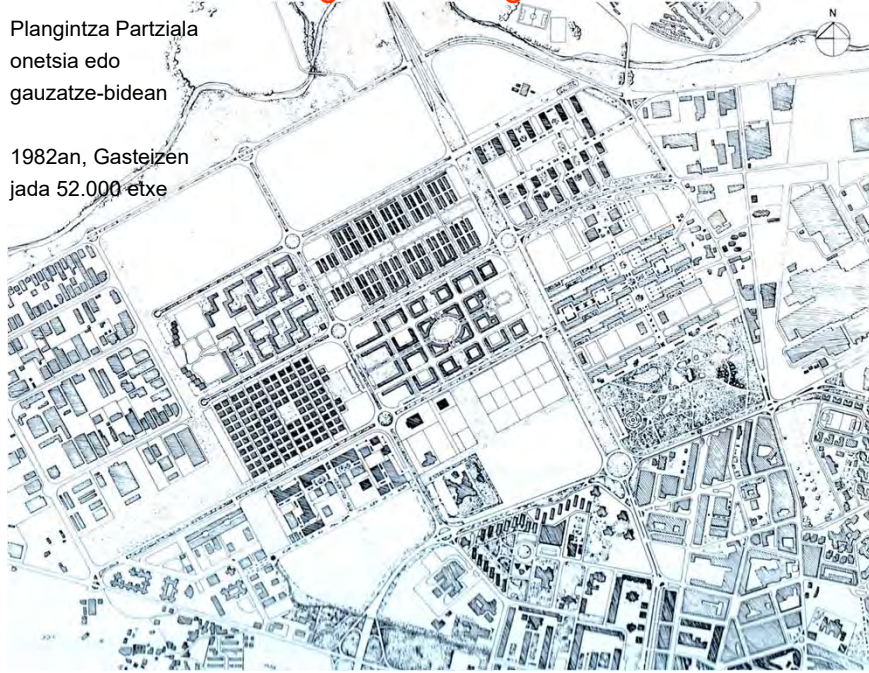 Plangintza Partziala
onetsia edo
gauzatze-bidean
1982an, Gasteizen
jada 52.000 etxe
N